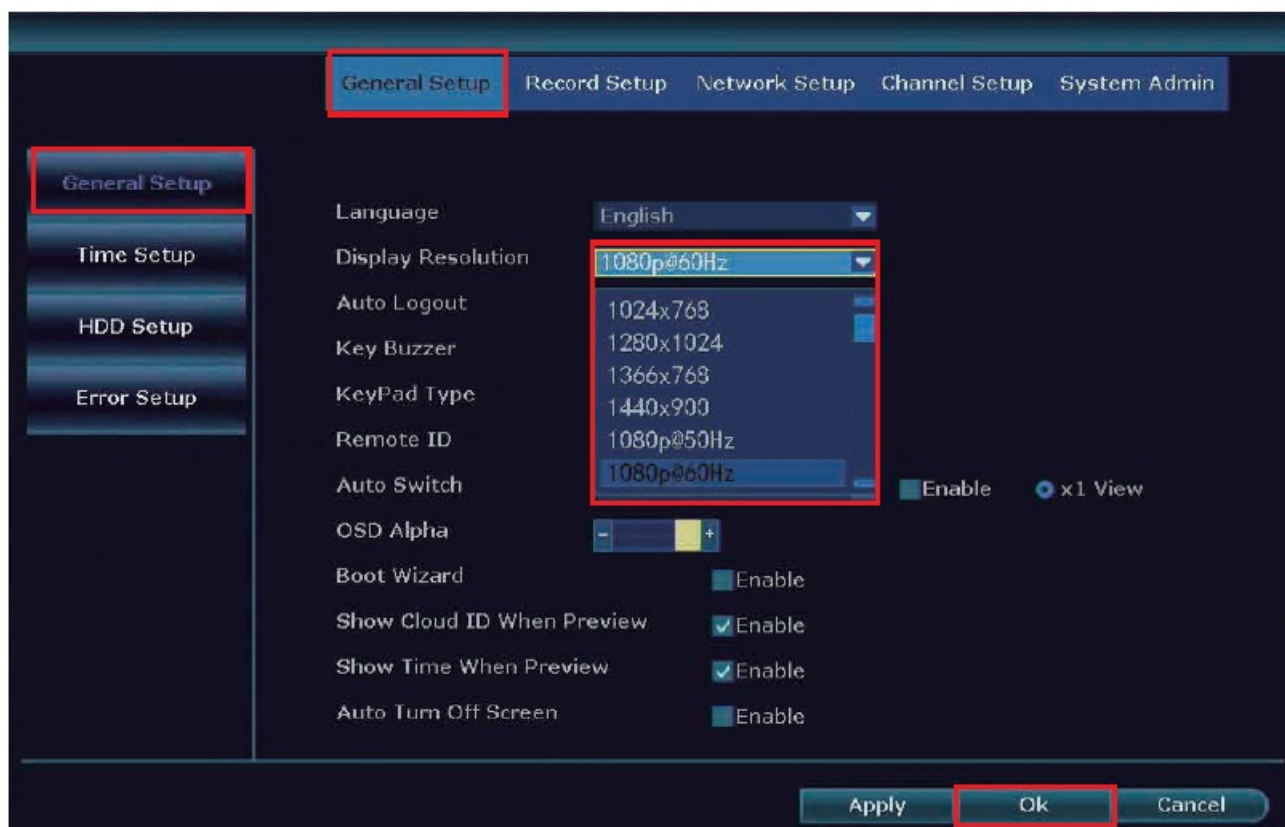 General Setup Record Setup Network Setup Channel Setup System Admin
General Setup
Time Setup
HDD Setup
Error Setup
Language English
Display Resolution 1080p@60Hz
Auto Logout 1024x768
Key Buzzer 1280x1024
1366x768
KeyPad Type 1440x900
Remote ID 1080p@50Hz
Auto Switch 1080p@60Hz Enable x1 View
OSD Alpha - +
Boot Wizard Enable
Show Cloud ID When Preview Enable
Show Time When Preview Enable
Auto Turn Off Screen Enable
Apply Ok Cancel